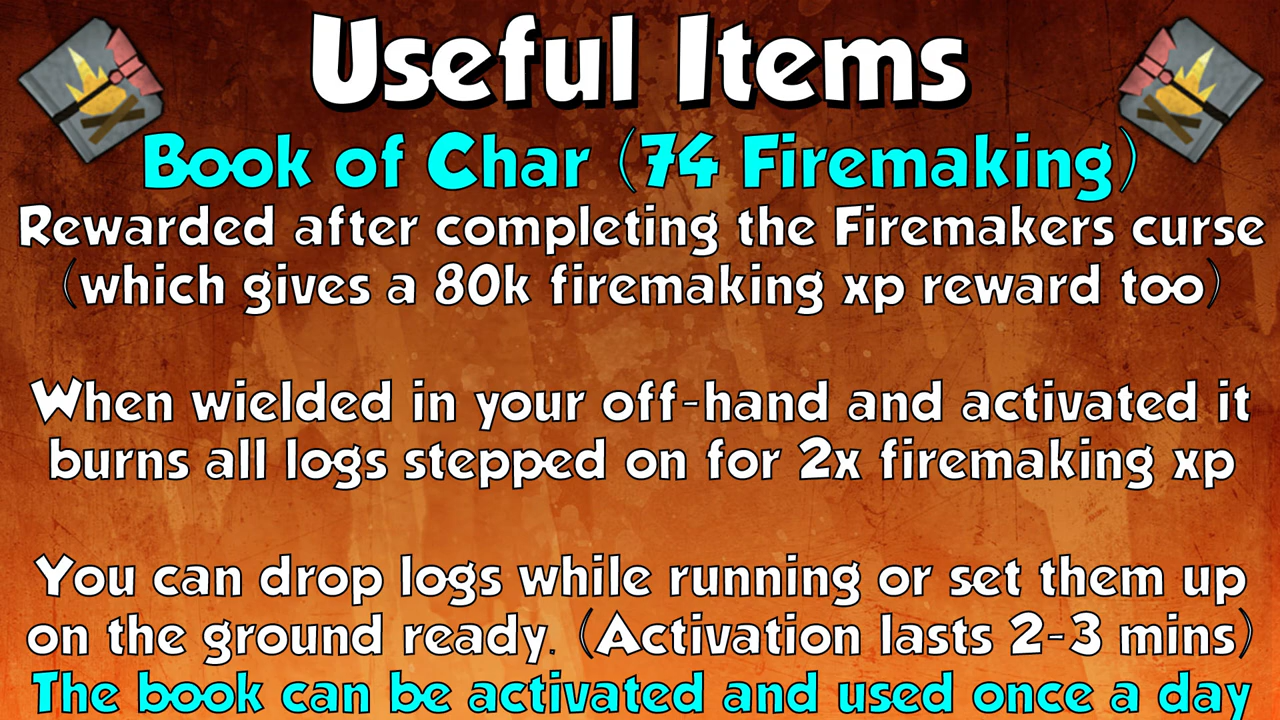 Useful Items
Book of Char (74 Firemaking)
Rewarded after completing the Firemakers curse
(which gives a 80k firemaking xp reward too)
When wielded in your off-hand and activated it
burns all logs stepped on for 2x firemaking xp
You can drop logs while running or set them up
on the ground ready. (Activation lasts 2-3 mins)
The book can be activated and used once a day